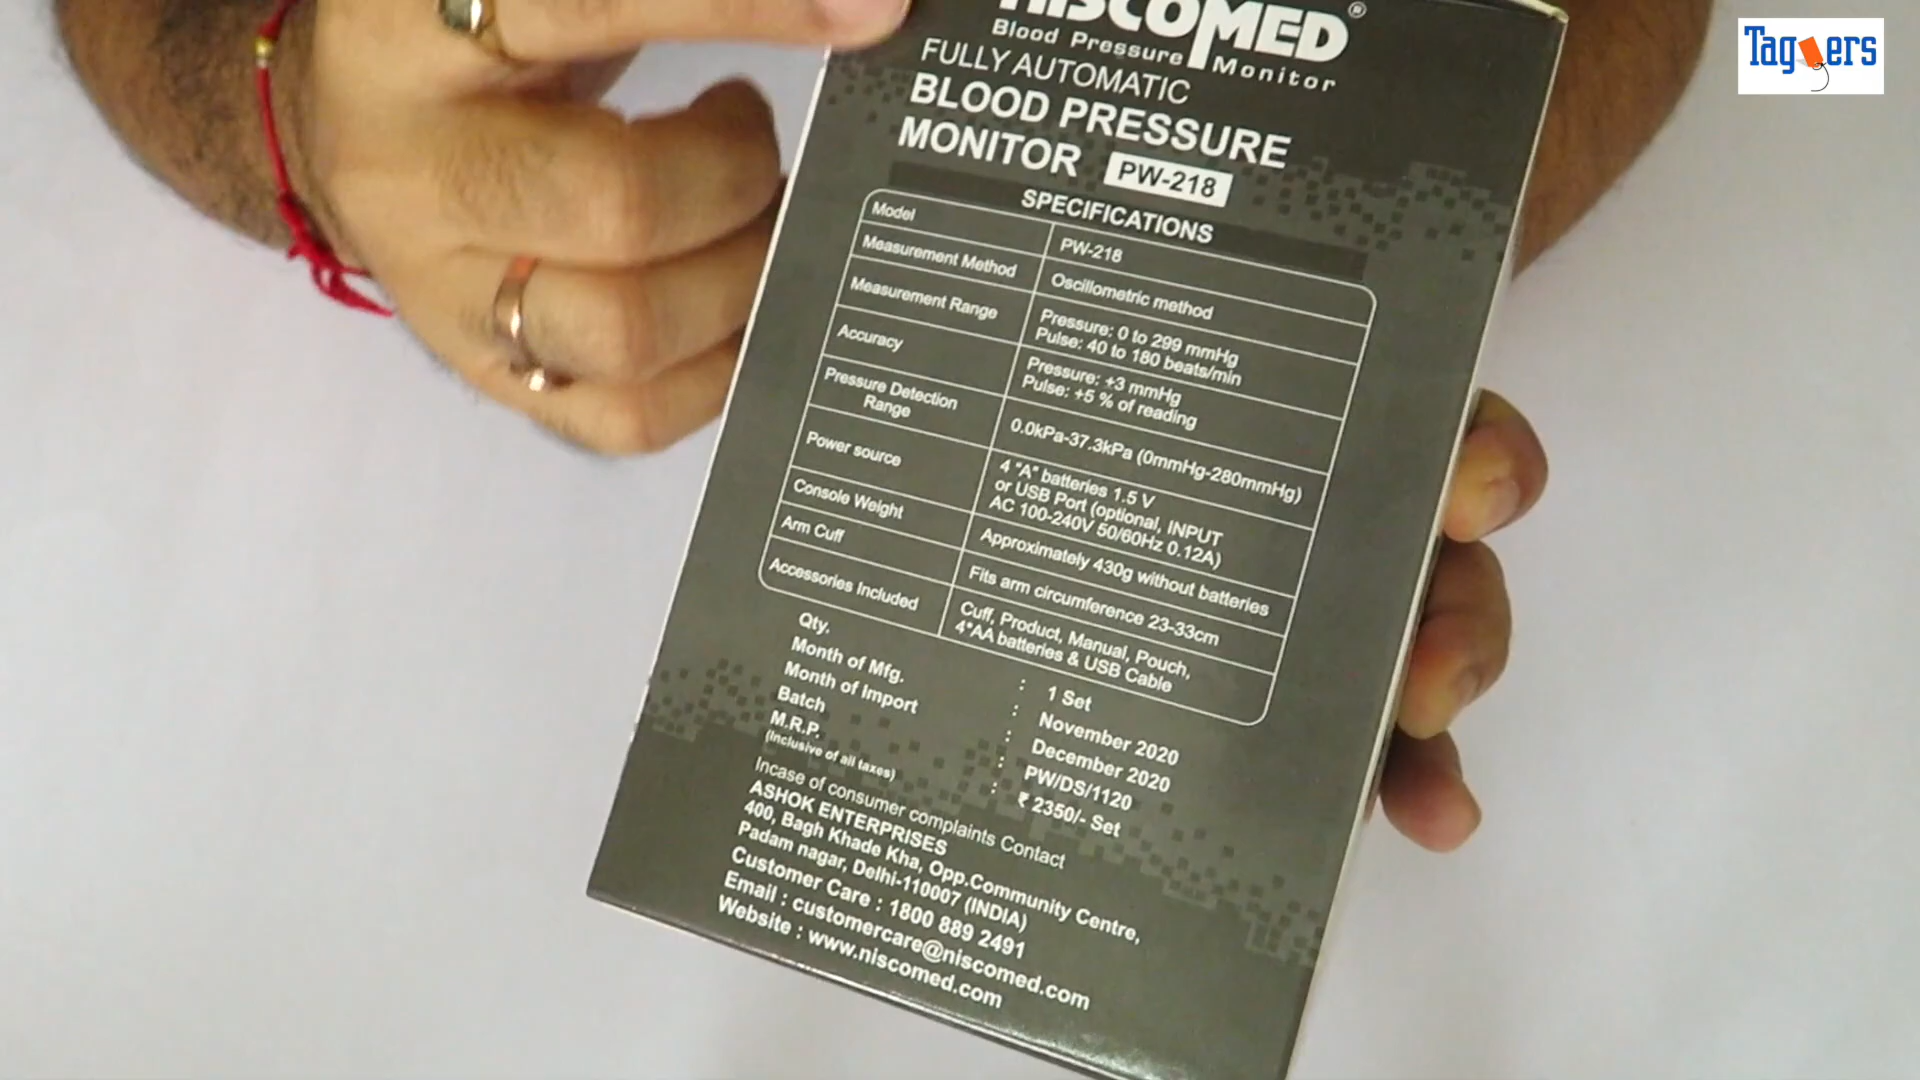 NISCOMED®
Blood Pressure Monitor
FULLY AUTOMATIC
BLOOD PRESSURE
MONITOR PW-218
SPECIFICATIONS
Model PW-218
Measurement Method Oscillometric method
Measurement Range Pressure: 0 to 299 mmHg
Pulse: 40 to 180 beats/min
Accuracy Pressure: +3 mmHg
Pulse: +5 % of reading
Pressure Detection
Range 0.0kPa-37.3kPa (0mmHg-280mmHg)
Power source 4 "A" batteries 1.5 V
or USB Port (optional, INPUT
AC 100-240V 50/60Hz 0.12A)
Console Weight Approximately 430g without batteries
Arm Cuff Fits arm circumference 23-33cm
Accessories Included Cuff, Product, Manual, Pouch,
4*AA batteries & USB Cable
Qty. : 1 Set
Month of Mfg. : November 2020
Month of Import : December 2020
Batch : PW/DS/1120
M.R.P. : ₹ 2350/- Set
(Inclusive of all taxes)
Incase of consumer complaints Contact
ASHOK ENTERPRISES
400, Bagh Khade Kha, Opp.Community Centre,
Padam nagar, Delhi-110007 (INDIA)
Customer Care : 1800 889 2491
Email : customercare@niscomed.com
Website : www.niscomed.com
Tag ers